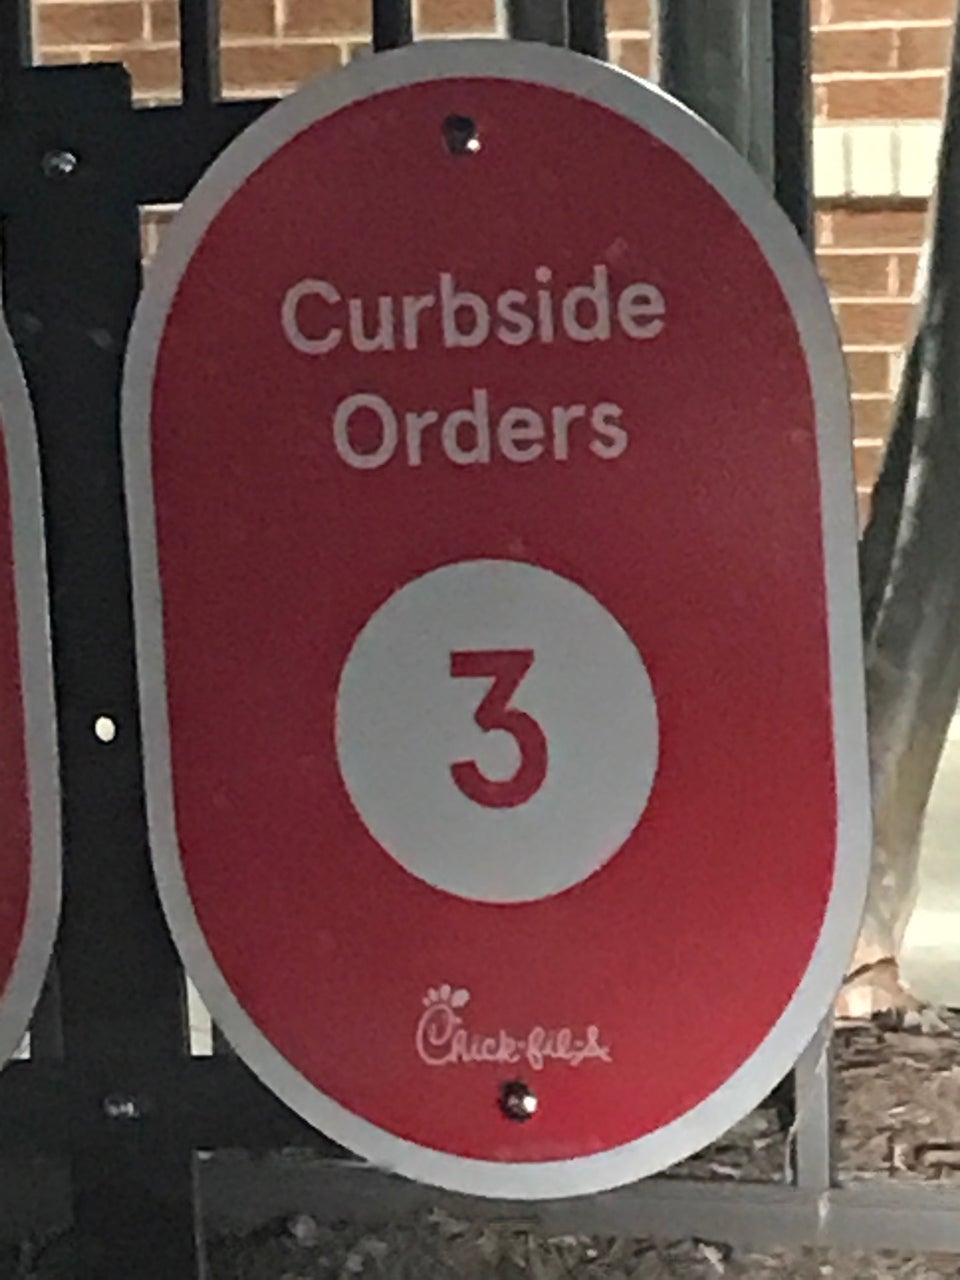 Curbside
Orders
3
Chick-fil-A